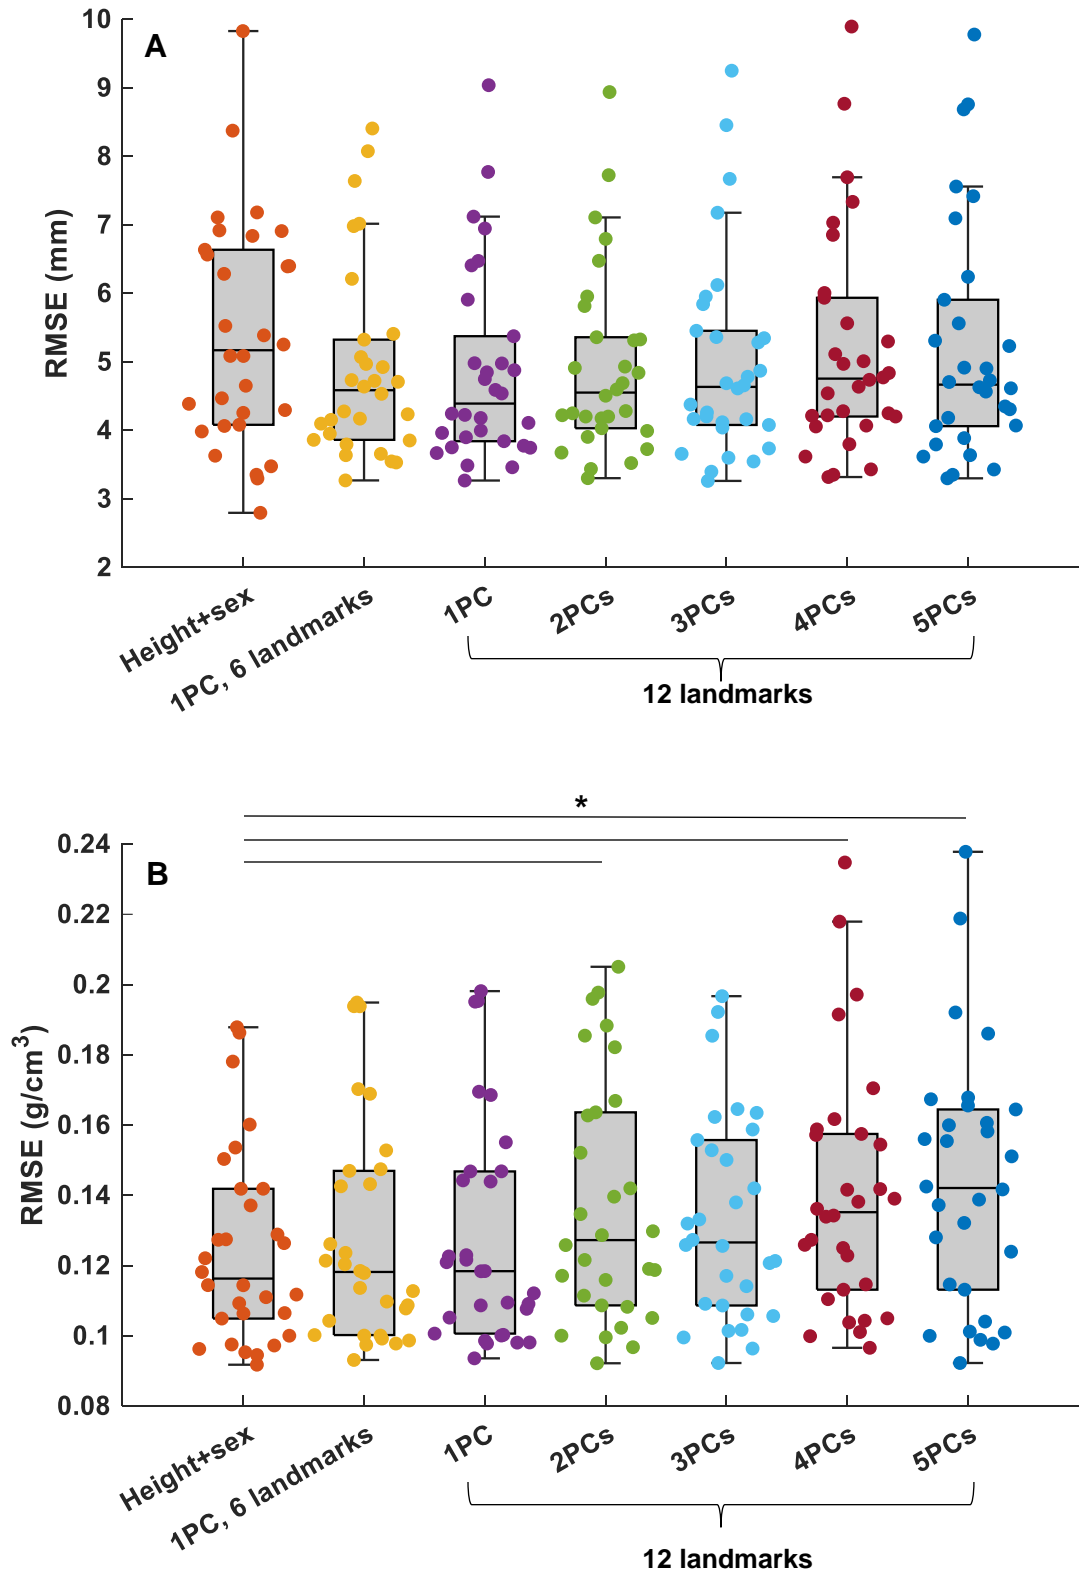 A
10
9
8
7
6
5
4
3
2
RMSE (mm)
Height+sex
1PC, 6 landmarks
1PC
2PCs
3PCs
4PCs
5PCs
12 landmarks
*
B
0.24
0.22
0.2
0.18
0.16
0.14
0.12
0.1
0.08
RMSE (g/cm³)
Height+sex
1PC, 6 landmarks
1PC
2PCs
3PCs
4PCs
5PCs
12 landmarks